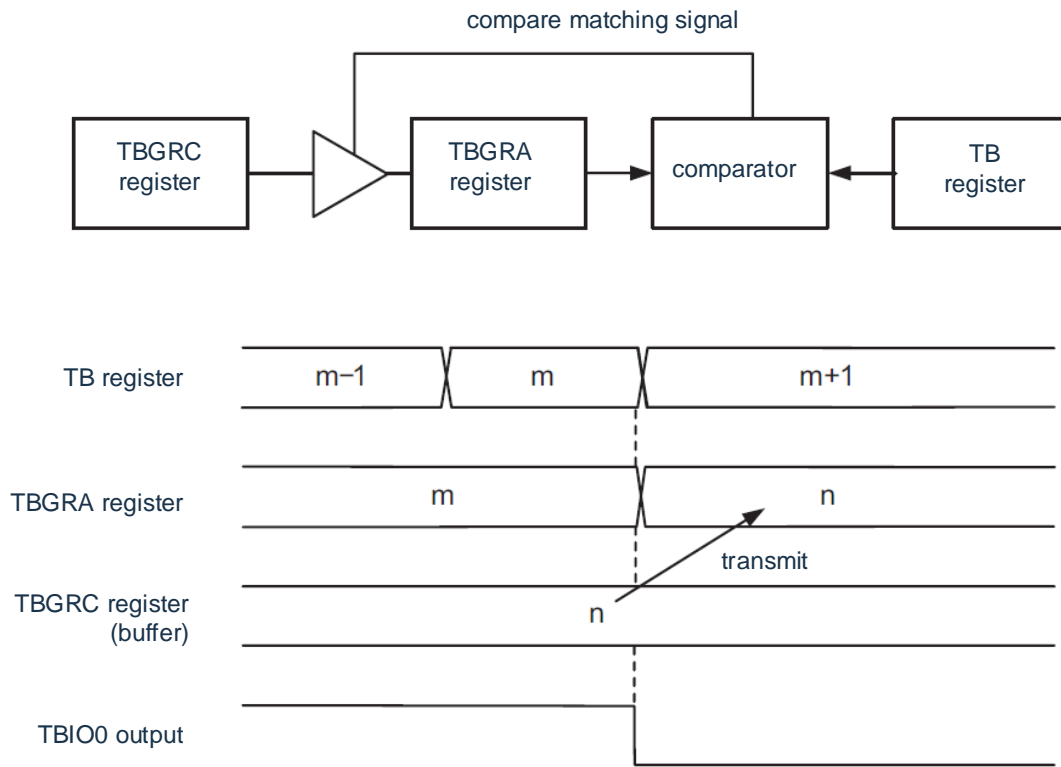 compare matching signal
TBGRC
register
TBGRA
register
comparator
TB
register
TB register
m−1
m
m+1
TBGRA register
m
n
transmit
TBGRC register
(buffer)
n
TBIO0 output